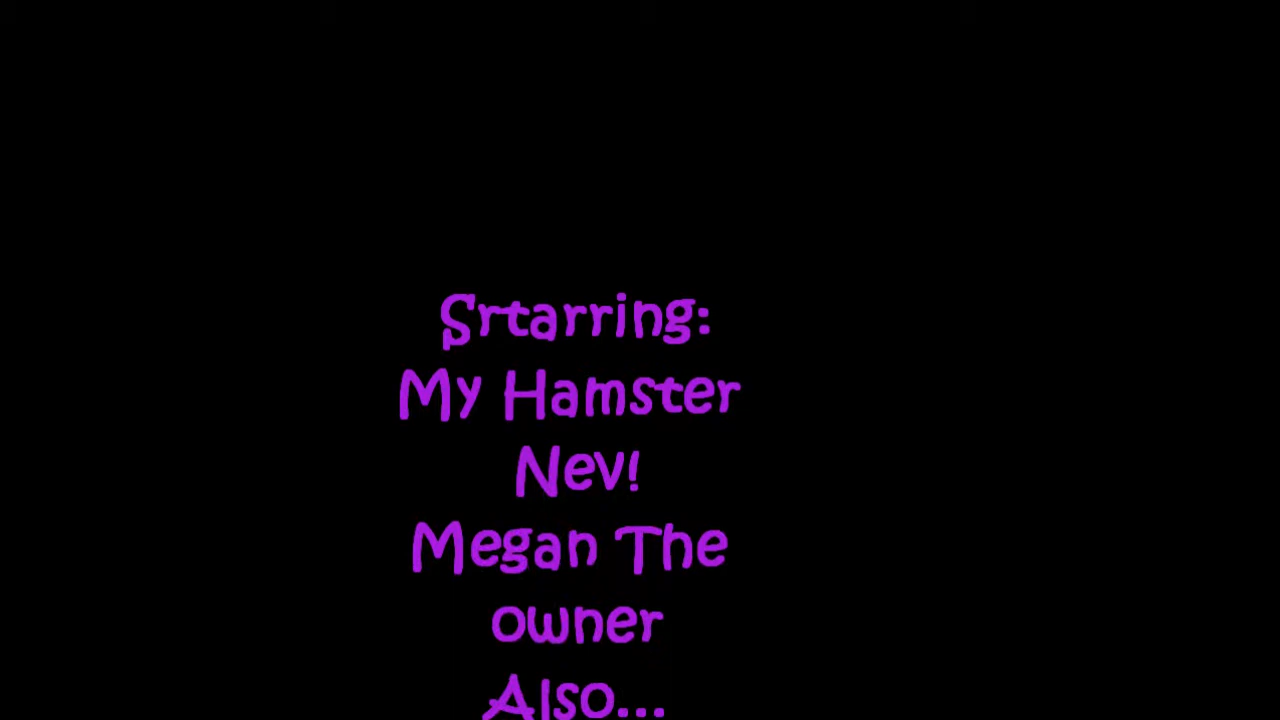 Srtarring:
My Hamster
Nev!
Megan The
owner
Also...